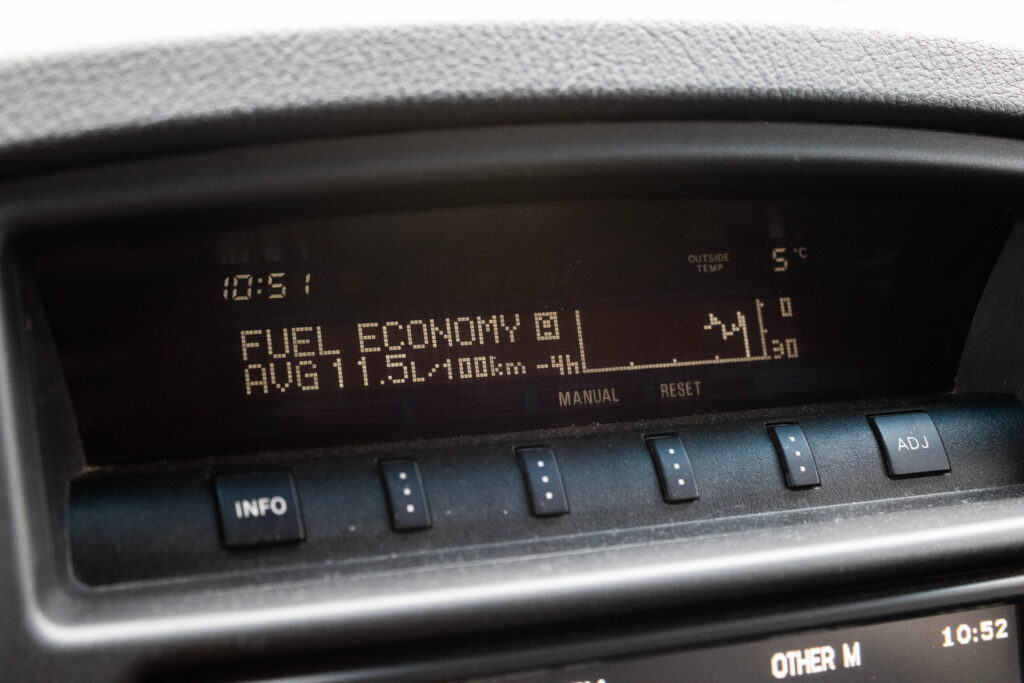 OUTSIDE
TEMP
5 °C
10:51
FUEL ECONOMY
0
AVG 11.5L/100km -4h
30
MANUAL RESET
INFO
ADJ
10:52
OTHER M